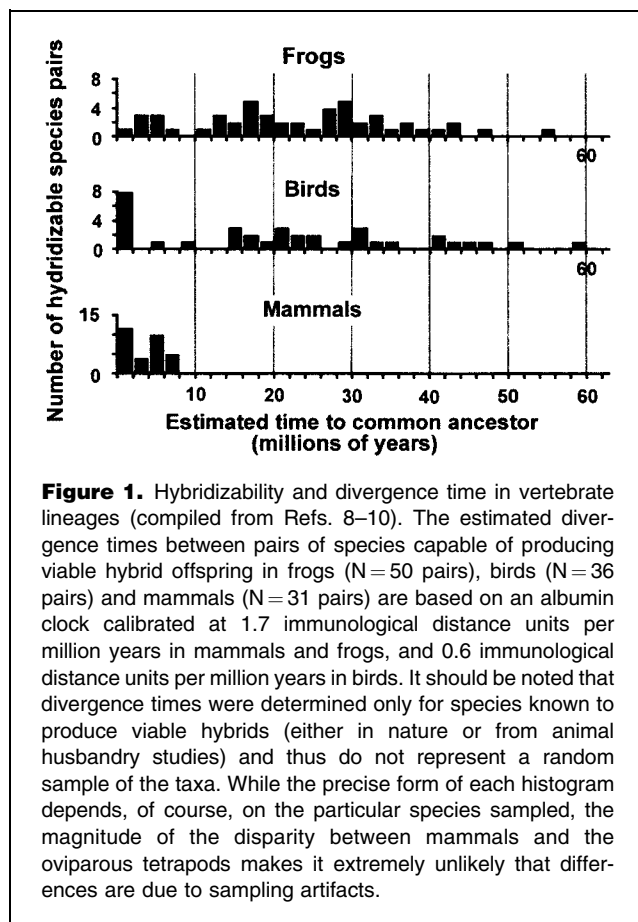 Frogs
8
4
0
60
Birds
8
4
0
60
Mammals
15
0
10 20 30 40 50 60
Number of hydridizable species pairs
Estimated time to common ancestor
(millions of years)
Figure 1. Hybridizability and divergence time in vertebrate
lineages (compiled from Refs. 8–10). The estimated diver-
gence times between pairs of species capable of producing
viable hybrid offspring in frogs (N = 50 pairs), birds (N = 36
pairs) and mammals (N = 31 pairs) are based on an albumin
clock calibrated at 1.7 immunological distance units per
million years in mammals and frogs, and 0.6 immunological
distance units per million years in birds. It should be noted that
divergence times were determined only for species known to
produce viable hybrids (either in nature or from animal
husbandry studies) and thus do not represent a random
sample of the taxa. While the precise form of each histogram
depends, of course, on the particular species sampled, the
magnitude of the disparity between mammals and the
oviparous tetrapods makes it extremely unlikely that differ-
ences are due to sampling artifacts.